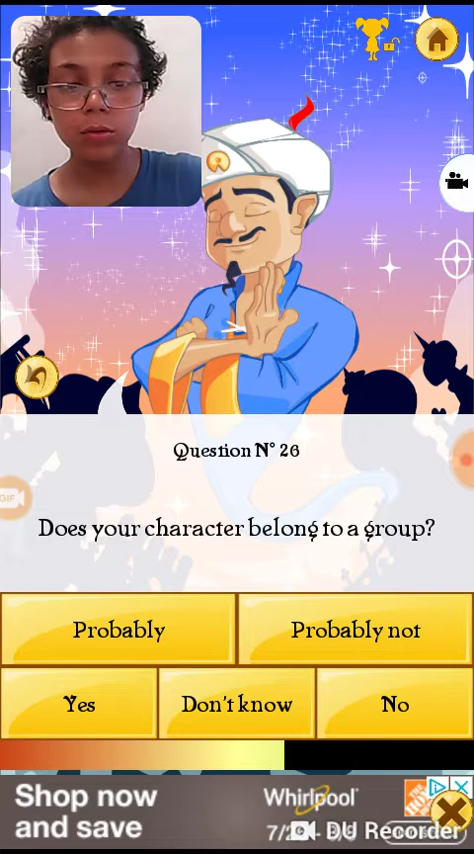 Question N° 26
GIF
Does your character belong to a group?
Probably
Probably not
Yes
Don't know
No
Shop now
and save
Whirlpool
DU Recorder